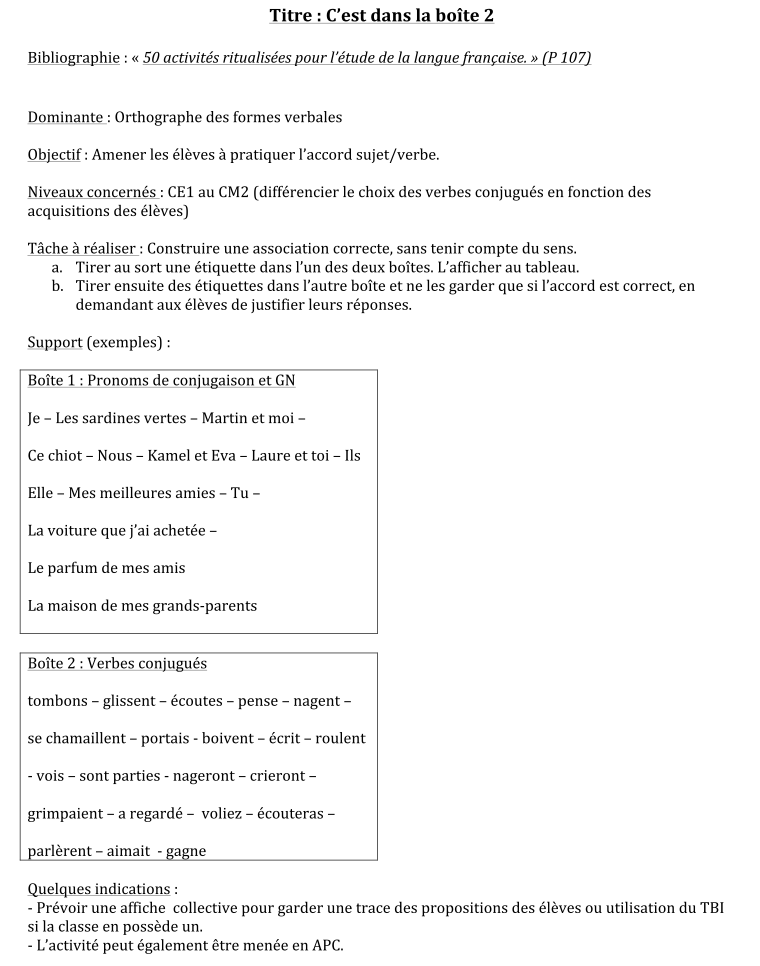 Titre : C’est dans la boîte 2
Bibliographie : « 50 activités ritualisées pour l’étude de la langue française. » (P 107)
Dominante : Orthographe des formes verbales
Objectif : Amener les élèves à pratiquer l’accord sujet/verbe.
Niveaux concernés : CE1 au CM2 (différencier le choix des verbes conjugués en fonction des
acquisitions des élèves)
Tâche à réaliser : Construire une association correcte, sans tenir compte du sens.
a. Tirer au sort une étiquette dans l’un des deux boîtes. L’afficher au tableau.
b. Tirer ensuite des étiquettes dans l’autre boîte et ne les garder que si l’accord est correct, en
demandant aux élèves de justifier leurs réponses.
Support (exemples) :
Boîte 1 : Pronoms de conjugaison et GN
Je – Les sardines vertes – Martin et moi –
Ce chiot – Nous – Kamel et Eva – Laure et toi – Ils
Elle – Mes meilleures amies – Tu –
La voiture que j’ai achetée –
Le parfum de mes amis
La maison de mes grands-parents
Boîte 2 : Verbes conjugués
tombons – glissent – écoutes – pense – nagent –
se chamaillent – portais - boivent – écrit – roulent
- vois – sont parties - nageront – crieront –
grimpaient – a regardé – voliez – écouteras –
parlèrent – aimait - gagne
Quelques indications :
- Prévoir une affiche collective pour garder une trace des propositions des élèves ou utilisation du TBI
si la classe en possède un.
- L’activité peut également être menée en APC.